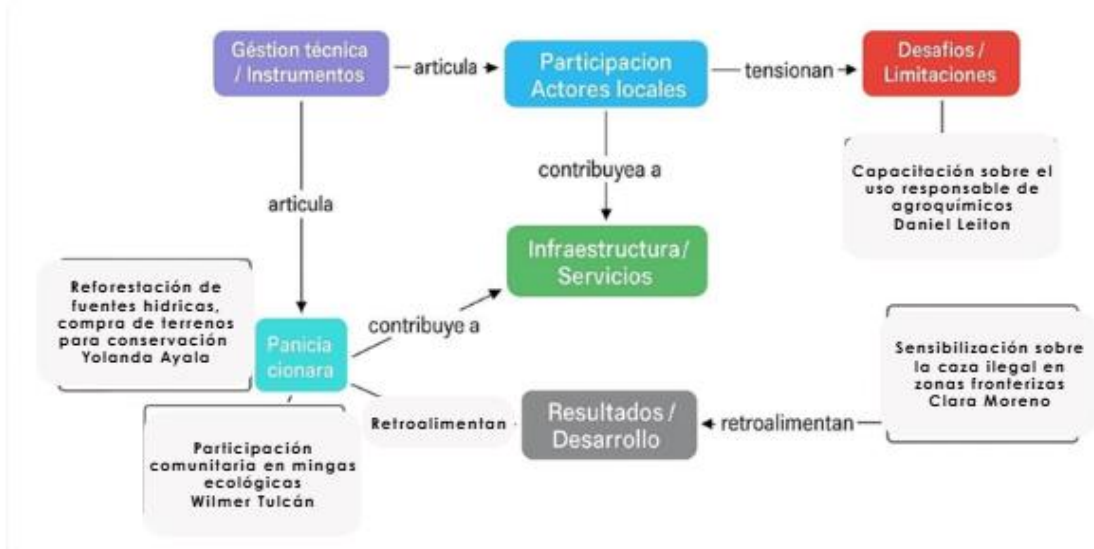 Géstion técnica
/ Instrumentos
articula
Participacion
Actores locales
tensionan
Desafios /
Limitaciones
contribuyea a
Capacitación sobre el
uso responsable de
agroquímicos
Daniel Leiton
articula
Infraestructura/
Servicios
Reforestación de
fuentes hídricas,
compra de terrenos
para conservación
Yolanda Ayala
Panicia
cionara
contribuye a
Sensibilización sobre
la caza ilegal en
zonas fronterizas
Clara Moreno
Retroalimentan
Resultados /
Desarrollo
retroalimentan
Participación
comunitaria en mingas
ecológicas
Wilmer Tulcán